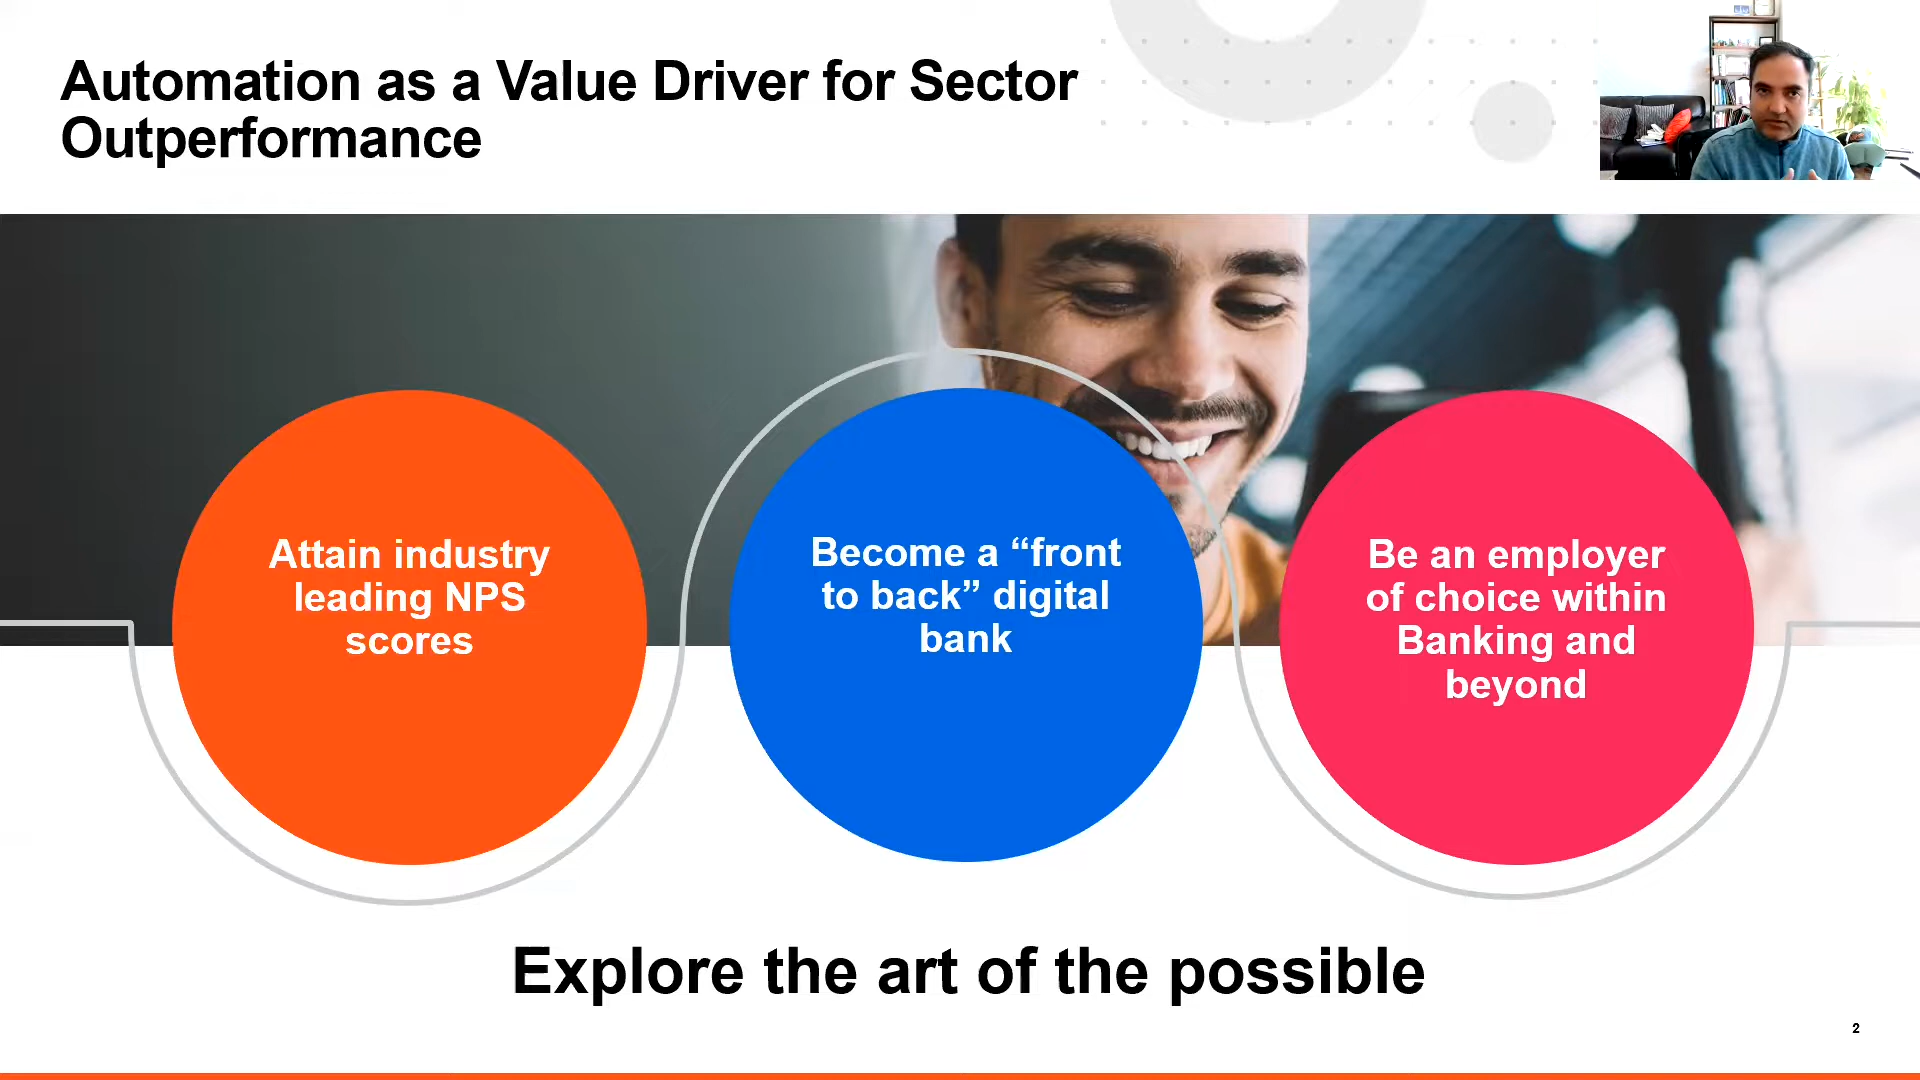 Automation as a Value Driver for Sector
Outperformance
Attain industry
leading NPS
scores
Become a “front
to back” digital
bank
Be an employer
of choice within
Banking and
beyond
Explore the art of the possible
2